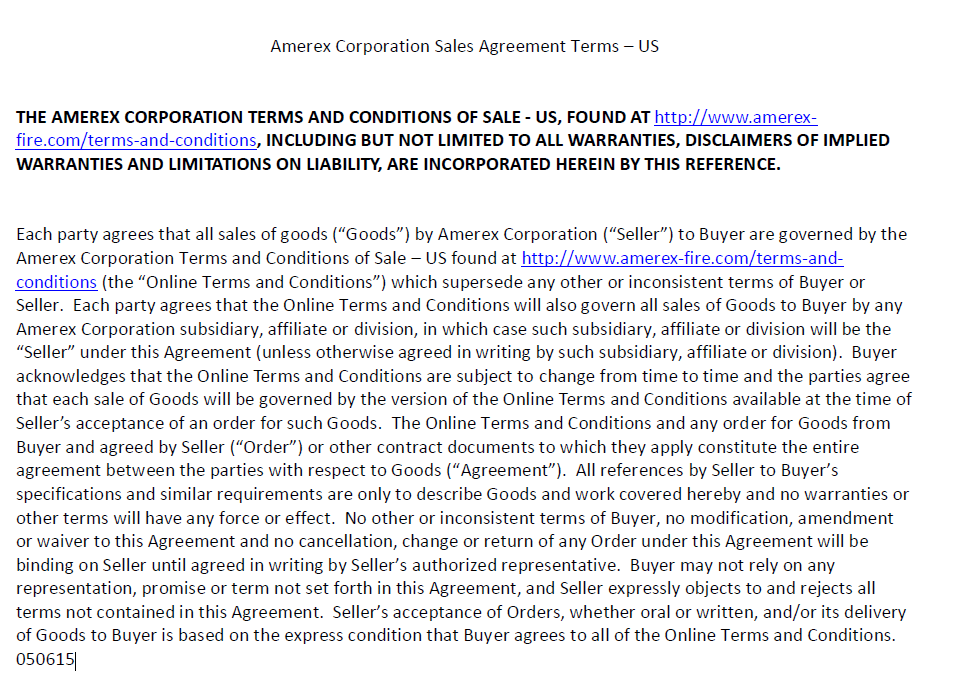 Amerex Corporation Sales Agreement Terms – US
THE AMEREX CORPORATION TERMS AND CONDITIONS OF SALE - US, FOUND AT http://www.amerex-
fire.com/terms-and-conditions, INCLUDING BUT NOT LIMITED TO ALL WARRANTIES, DISCLAIMERS OF IMPLIED
WARRANTIES AND LIMITATIONS ON LIABILITY, ARE INCORPORATED HEREIN BY THIS REFERENCE.
Each party agrees that all sales of goods (“Goods”) by Amerex Corporation (“Seller”) to Buyer are governed by the
Amerex Corporation Terms and Conditions of Sale – US found at http://www.amerex-fire.com/terms-and-
conditions (the “Online Terms and Conditions”) which supersede any other or inconsistent terms of Buyer or
Seller.  Each party agrees that the Online Terms and Conditions will also govern all sales of Goods to Buyer by any
Amerex Corporation subsidiary, affiliate or division, in which case such subsidiary, affiliate or division will be the
“Seller” under this Agreement (unless otherwise agreed in writing by such subsidiary, affiliate or division).  Buyer
acknowledges that the Online Terms and Conditions are subject to change from time to time and the parties agree
that each sale of Goods will be governed by the version of the Online Terms and Conditions available at the time of
Seller’s acceptance of an order for such Goods.  The Online Terms and Conditions and any order for Goods from
Buyer and agreed by Seller (“Order”) or other contract documents to which they apply constitute the entire
agreement between the parties with respect to Goods (“Agreement”).  All references by Seller to Buyer’s
specifications and similar requirements are only to describe Goods and work covered hereby and no warranties or
other terms will have any force or effect.  No other or inconsistent terms of Buyer, no modification, amendment
or waiver to this Agreement and no cancellation, change or return of any Order under this Agreement will be
binding on Seller until agreed in writing by Seller’s authorized representative.  Buyer may not rely on any
representation, promise or term not set forth in this Agreement, and Seller expressly objects to and rejects all
terms not contained in this Agreement.  Seller’s acceptance of Orders, whether oral or written, and/or its delivery
of Goods to Buyer is based on the express condition that Buyer agrees to all of the Online Terms and Conditions.
050615